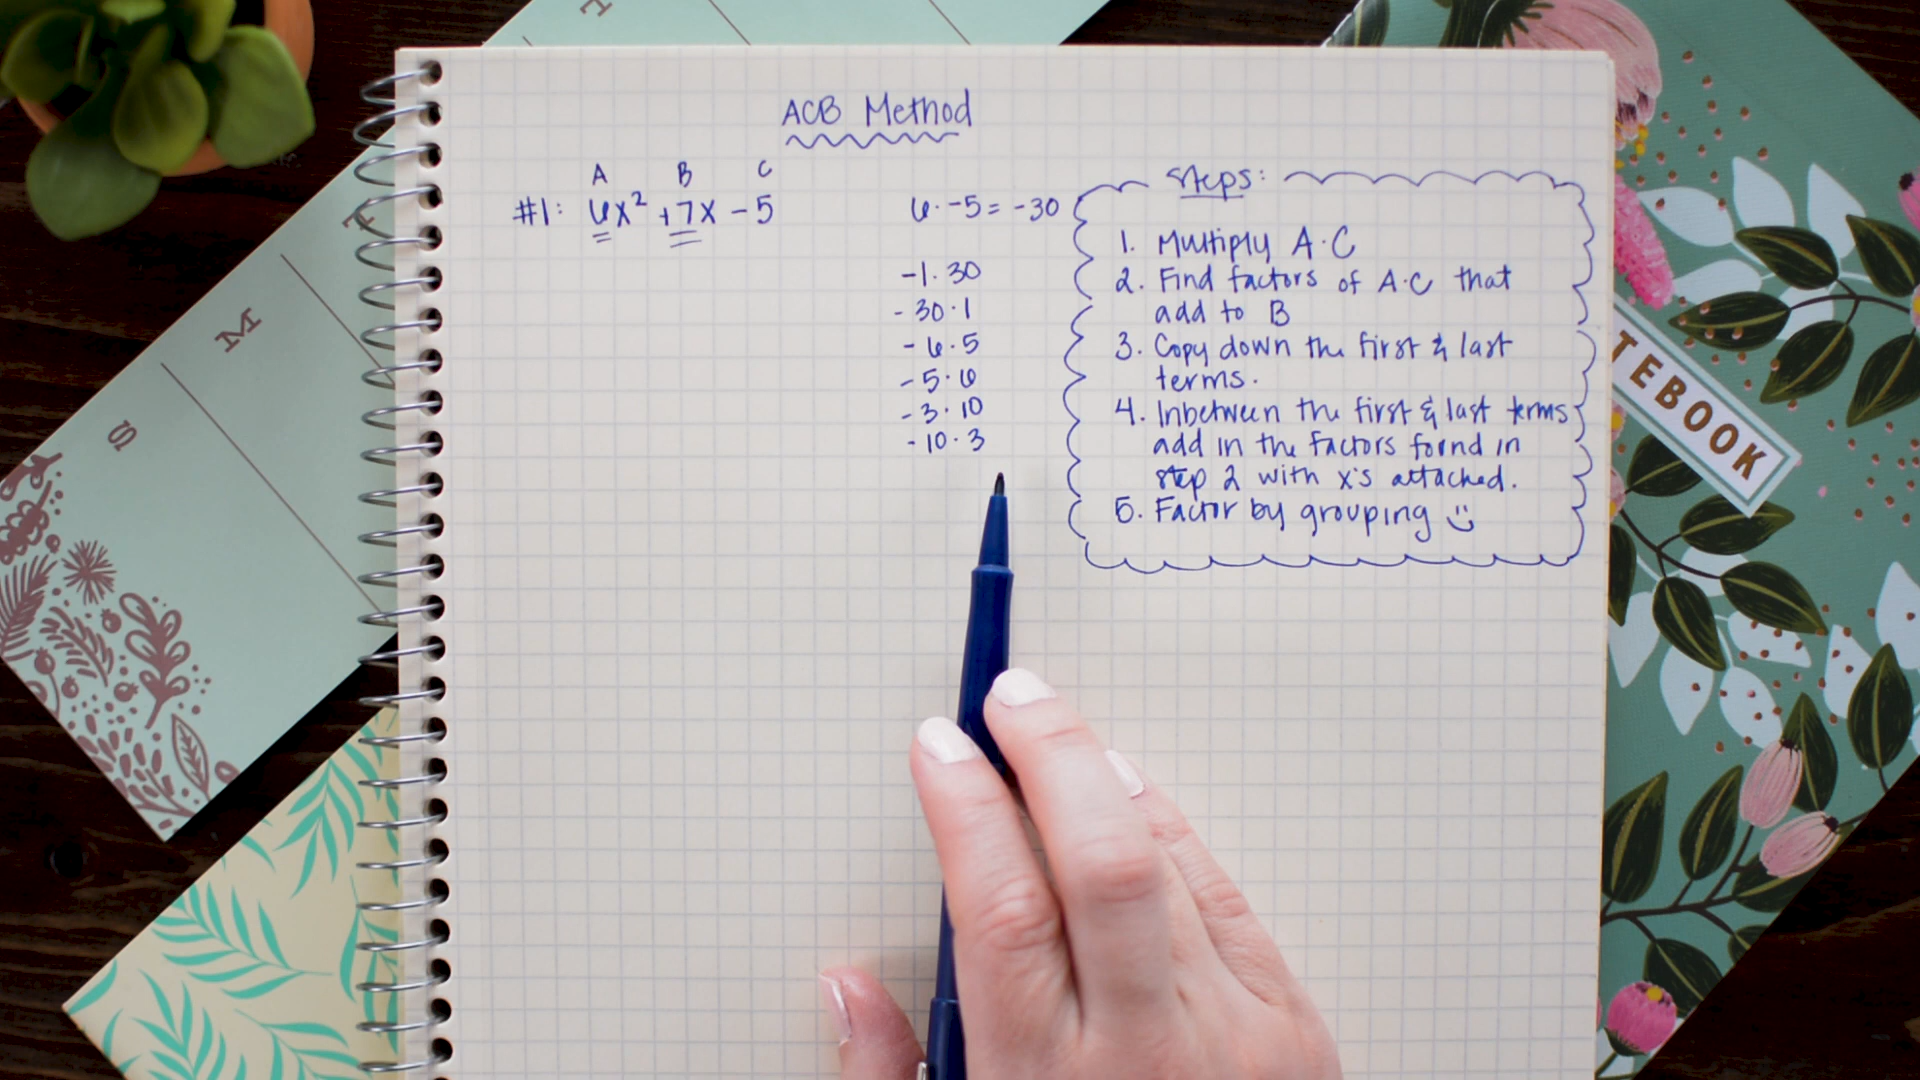 ACB Method
A B C
#1: 6x² +7x - 5
6 · -5 = -30
-1 · 30
-30 · 1
-6 · 5
-5 · 6
-3 · 10
-10 · 3
Steps:
1. Multiply A·C
2. Find factors of A·C that
add to B
3. Copy down the first & last
terms.
4. Inbetween the first & last terms
add in the factors found in
step 2 with x's attached.
5. Factor by grouping
S
M
T
TEBOOK